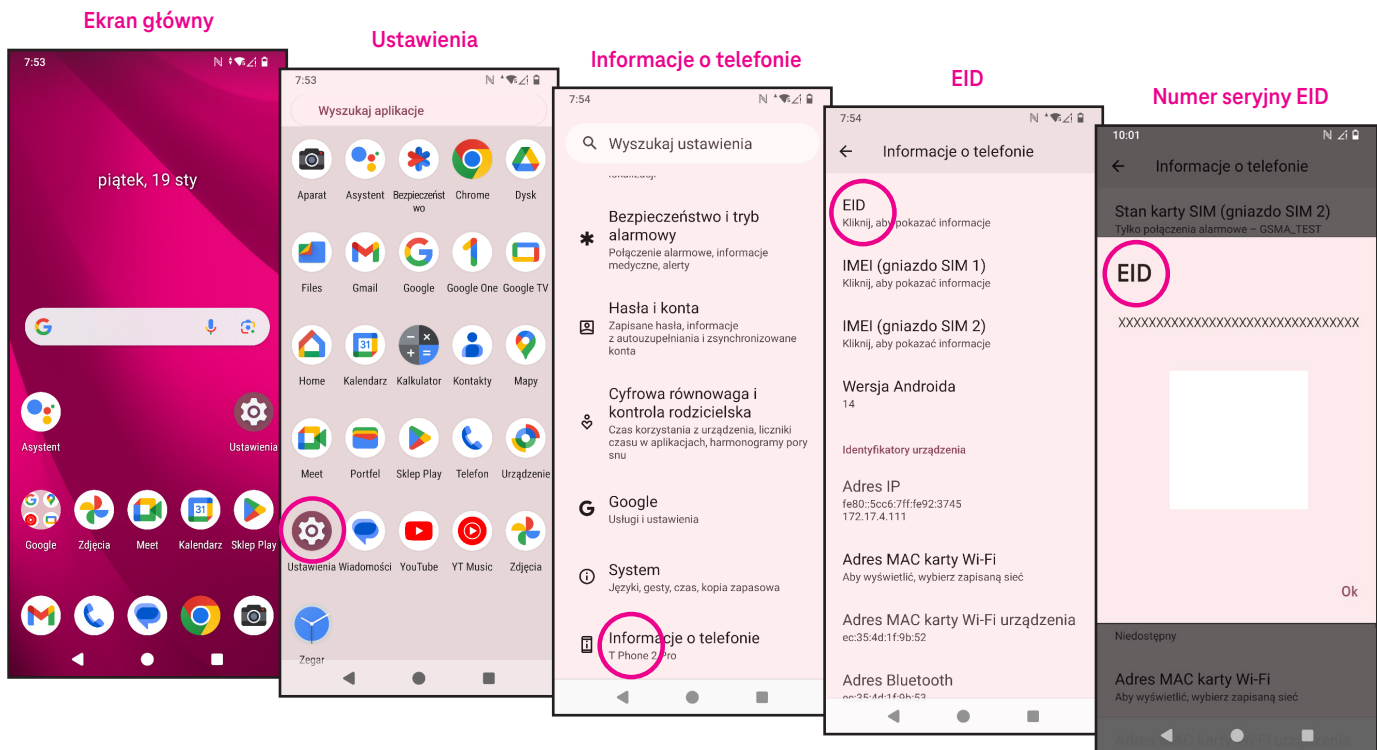 Ekran główny
7:53
piątek, 19 sty
Asystent
Ustawienia
Google
Zdjęcia
Meet
Kalendarz
Sklep Play
Ustawienia
7:53
Wyszukaj aplikacje
Aparat
Asystent
Bezpieczeńst
wo
Chrome
Dysk
Files
Gmail
Google
Google One
Google TV
Home
Kalendarz
Kalkulator
Kontakty
Mapy
Meet
Portfel
Sklep Play
Telefon
Urządzenie
Ustawienia
Wiadomości
YouTube
YT Music
Zdjęcia
Zegar
Informacje o telefonie
7:54
Wyszukaj ustawienia
Bezpieczeństwo i tryb
alarmowy
Połączenie alarmowe, informacje
medyczne, alerty
Hasła i konta
Zapisane hasła, informacje
z autouzupełniania i zsynchronizowane
konta
Cyfrowa równowaga i
kontrola rodzicielska
Czas korzystania z urządzenia, liczniki
czasu w aplikacjach, harmonogramy pory
snu
Google
Usługi i ustawienia
System
Języki, gesty, czas, kopia zapasowa
Informacje o telefonie
T Phone 2 Pro
EID
7:54
Informacje o telefonie
EID
Kliknij, aby pokazać informacje
IMEI (gniazdo SIM 1)
Kliknij, aby pokazać informacje
IMEI (gniazdo SIM 2)
Kliknij, aby pokazać informacje
Wersja Androida
14
Identyfikatory urządzenia
Adres IP
fe80::5cc6:7ff:fe92:3745
172.17.4.111
Adres MAC karty Wi-Fi
Aby wyświetlić, wybierz zapisaną sieć
Adres MAC karty Wi-Fi urządzenia
ec:35:4d:1f:9b:52
Adres Bluetooth
ec:35:4d:1f:9b:53
Numer seryjny EID
10:01
Informacje o telefonie
Stan karty SIM (gniazdo SIM 2)
Tylko połączenia alarmowe – GSMA_TEST
EID
XXXXXXXXXXXXXXXXXXXXXXXXXXXXXXXX
Ok
Niedostępny
Adres MAC karty Wi-Fi
Aby wyświetlić, wybierz zapisaną sieć